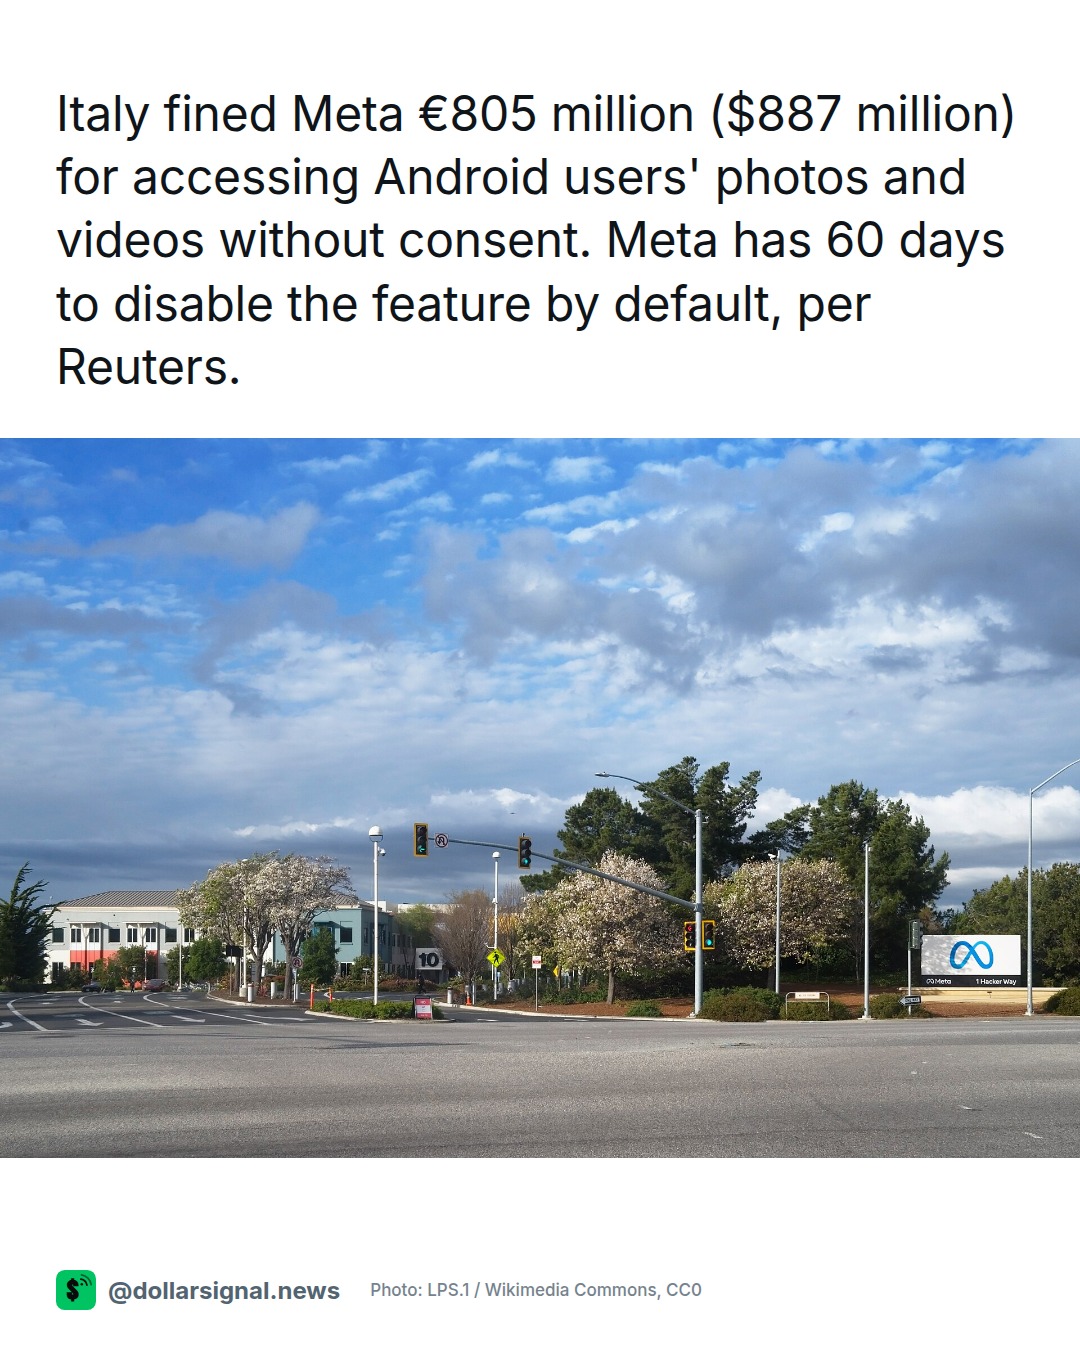 Italy fined Meta €805 million ($887 million)
for accessing Android users' photos and
videos without consent. Meta has 60 days
to disable the feature by default, per
Reuters.
10
Meta 1 Hacker Way
@dollarsignal.news Photo: LPS.1 / Wikimedia Commons, CC0